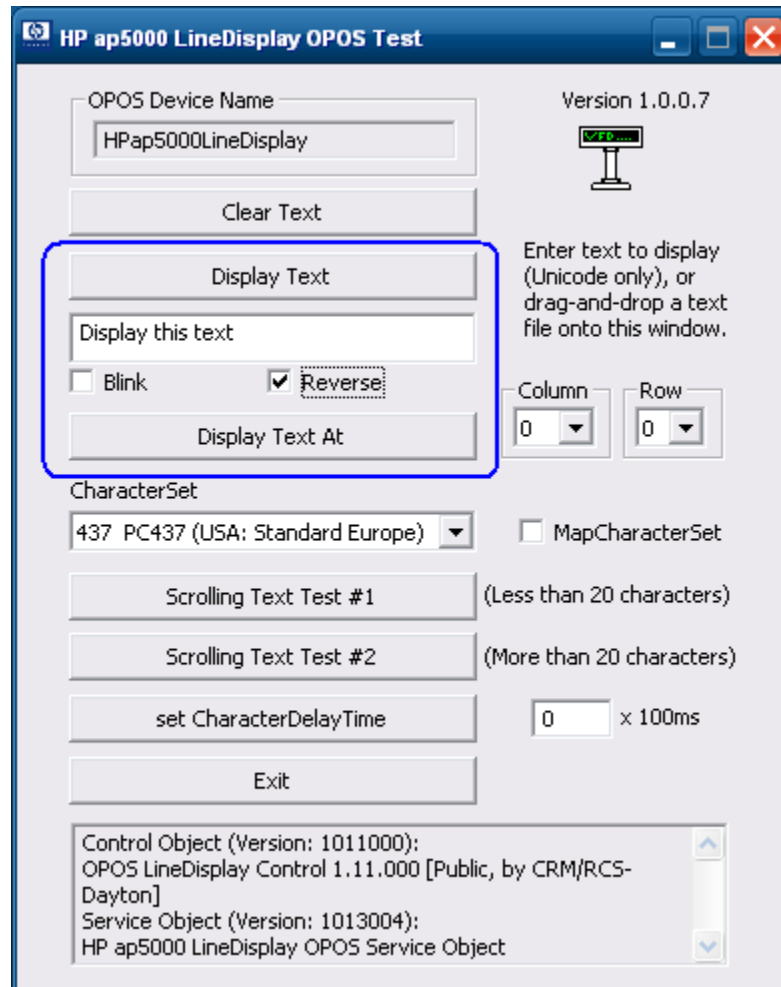 HP ap5000 LineDisplay OPOS Test
OPOS Device Name
Version 1.0.0.7
HPap5000LineDisplay
VFD....
Clear Text
Display Text
Enter text to display
(Unicode only), or
drag-and-drop a text
file onto this window.
Display this text
Blink
Reverse
Column
Row
0
0
Display Text At
CharacterSet
437 PC437 (USA: Standard Europe)
MapCharacterSet
Scrolling Text Test #1
(Less than 20 characters)
Scrolling Text Test #2
(More than 20 characters)
set CharacterDelayTime
0
x 100ms
Exit
Control Object (Version: 1011000):
OPOS LineDisplay Control 1.11.000 [Public, by CRM/RCS-
Dayton]
Service Object (Version: 1013004):
HP ap5000 LineDisplay OPOS Service Object